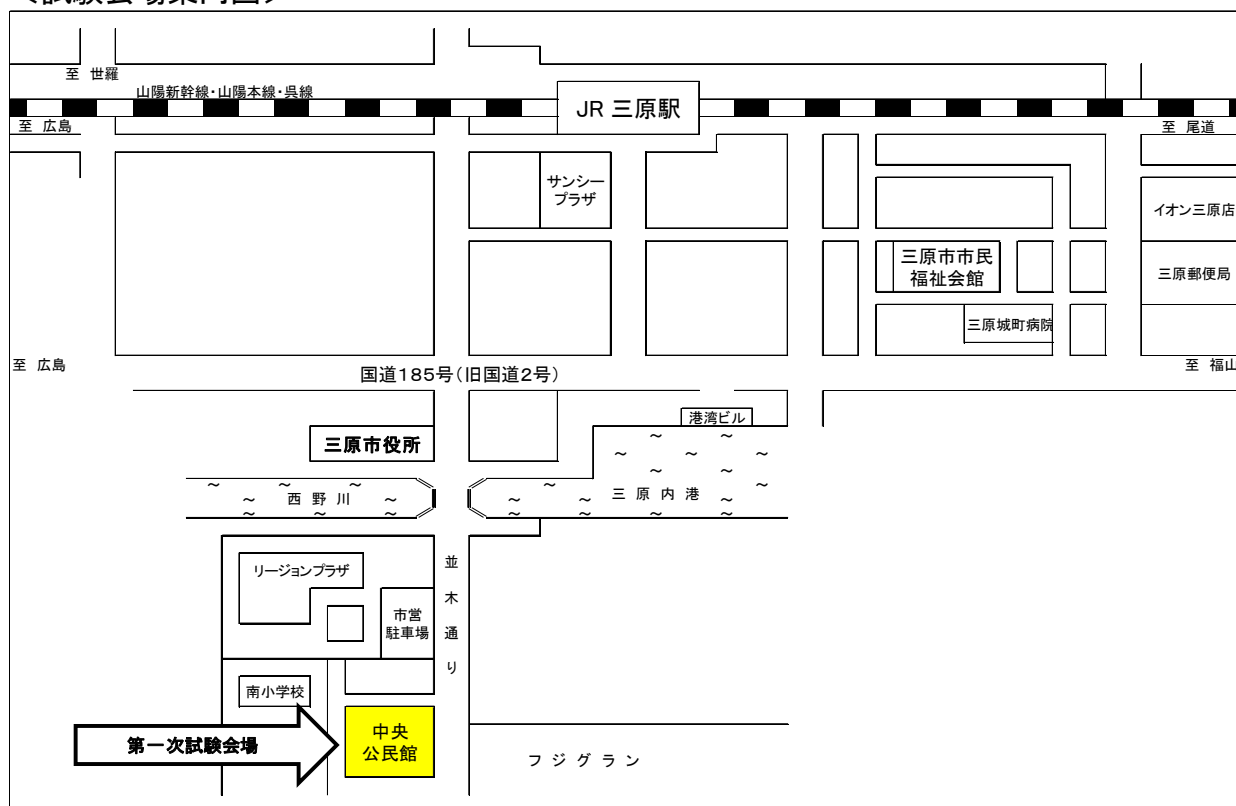 <試験会場案内図>
至 世羅
山陽新幹線・山陽本線・呉線
JR 三原駅
至 広島
至 尾道
サンシー
プラザ
イオン三原店
三原市市民
福祉会館
三原郵便局
三原城町病院
至 広島
至 福山
国道185号(旧国道2号)
港湾ビル
三原市役所
西野川
三原内港
並木通り
リージョンプラザ
市営
駐車場
南小学校
第一次試験会場
中央
公民館
フジグラン